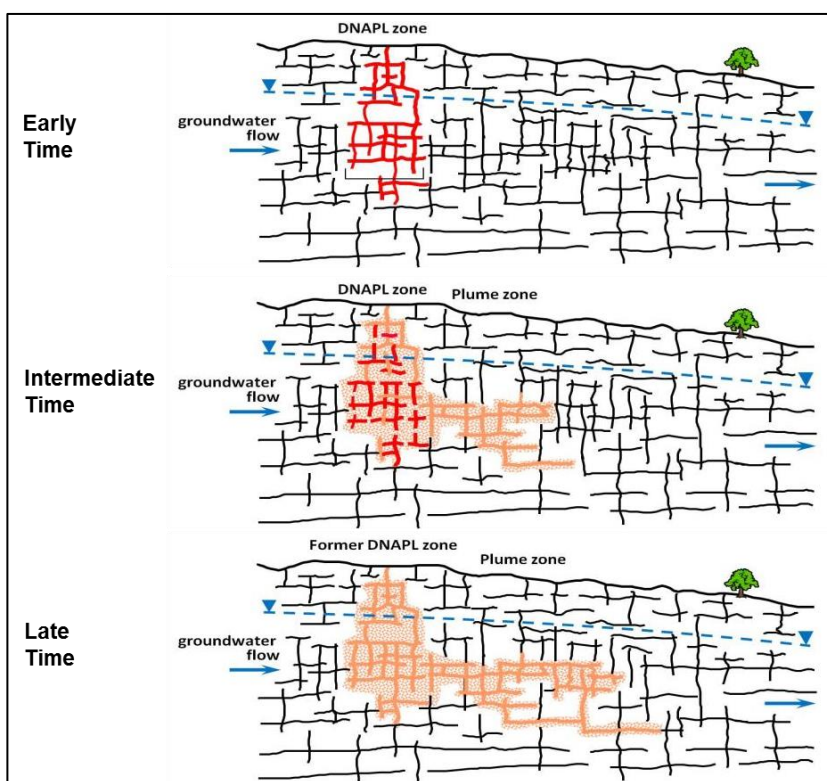 DNAPL zone
Early
Time
groundwater
flow
DNAPL zone
Plume zone
Intermediate
Time
groundwater
flow
Former DNAPL zone
Plume zone
Late
Time
groundwater
flow